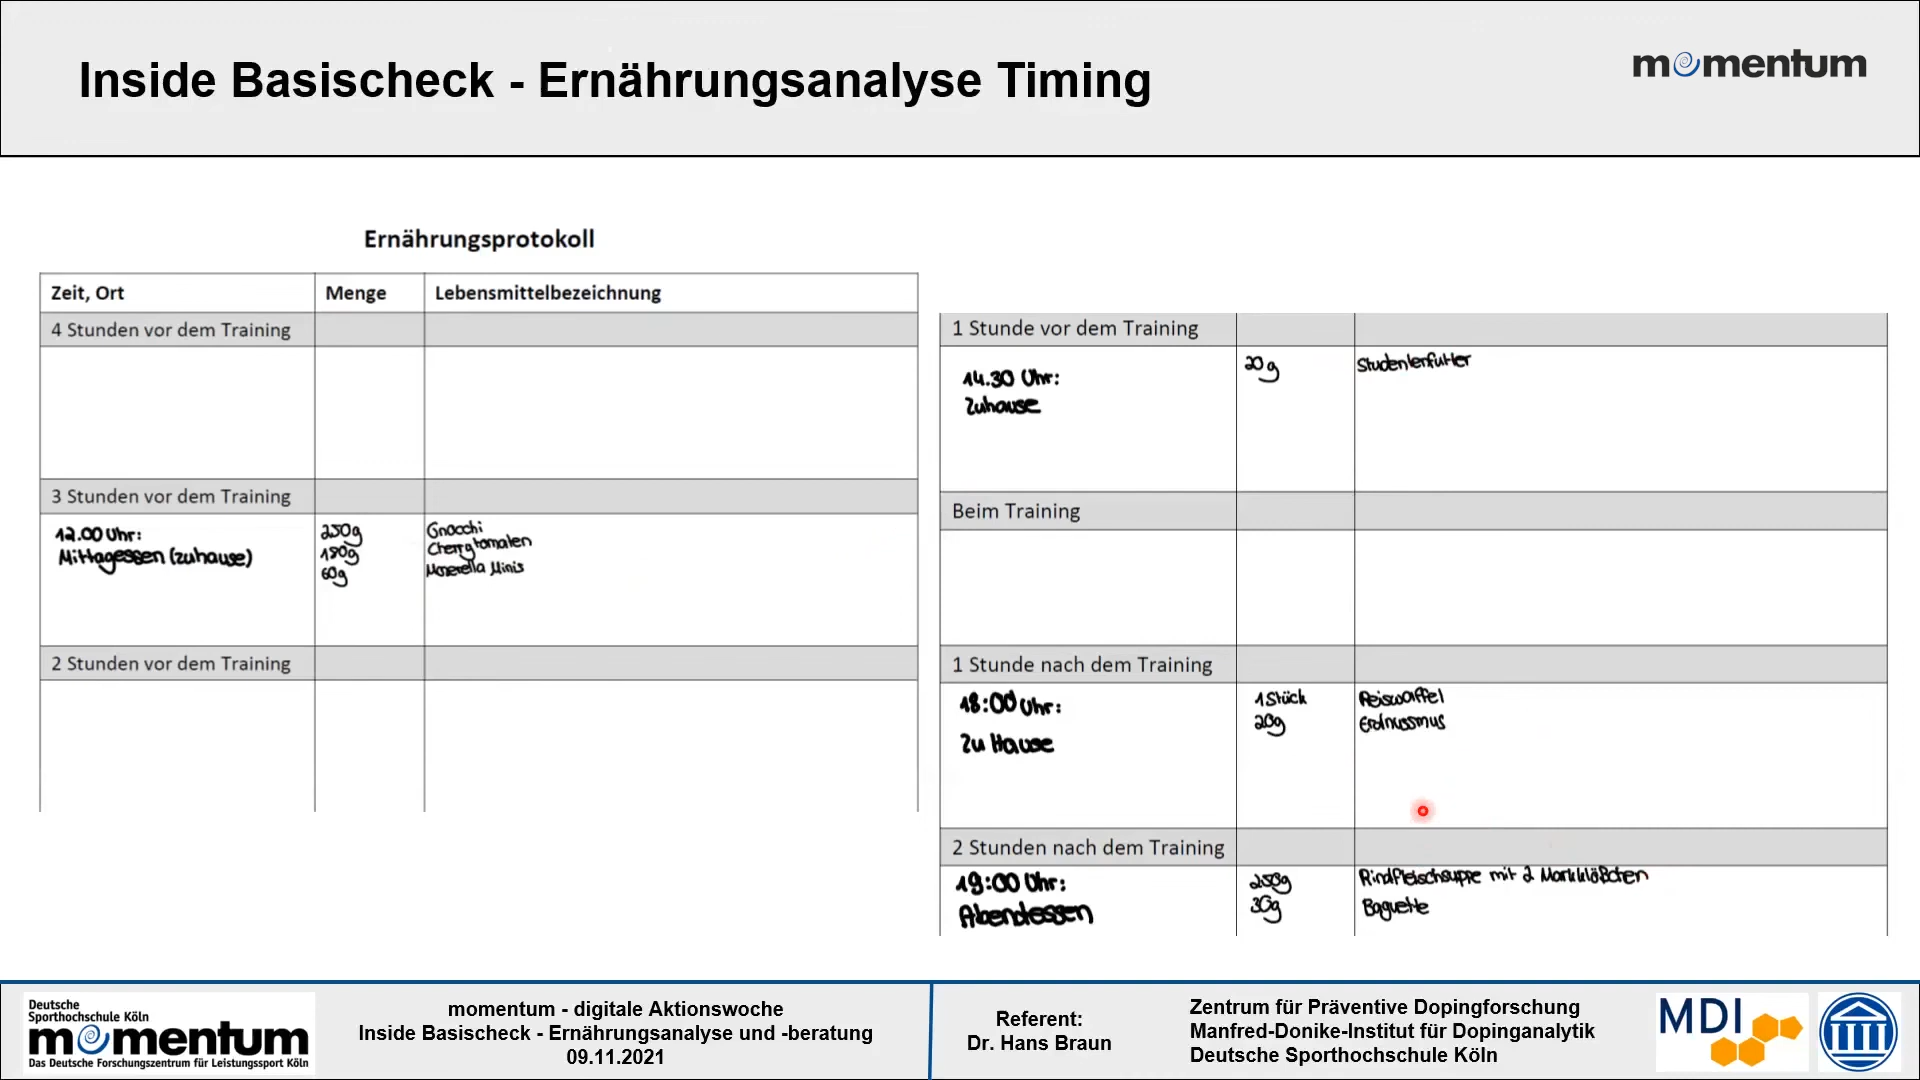 Inside Basischeck - Ernährungsanalyse Timing
momentum
Ernährungsprotokoll
Zeit, Ort Menge Lebensmittelbezeichnung
4 Stunden vor dem Training
3 Stunden vor dem Training
12.00 Uhr: 250g Gnocchi
Mittagessen (zuhause) 180g Cherrytomaten
60g Mozerella Minis
2 Stunden vor dem Training
1 Stunde vor dem Training
14.30 Uhr: 20g Studentenfutter
Zuhause
Beim Training
1 Stunde nach dem Training
18:00 Uhr: 1 Stück Reiswaffel
Zu Hause 20g Erdnussmus
2 Stunden nach dem Training
19:00 Uhr: 250g Rindfleischsuppe mit 2 Markklößchen
Abendessen 30g Baguette
Deutsche
Sporthochschule Köln
momentum
Das Deutsche Forschungszentrum für Leistungssport Köln
momentum - digitale Aktionswoche
Inside Basischeck - Ernährungsanalyse und -beratung
09.11.2021
Referent:
Dr. Hans Braun
Zentrum für Präventive Dopingforschung
Manfred-Donike-Institut für Dopinganalytik
Deutsche Sporthochschule Köln
MDI